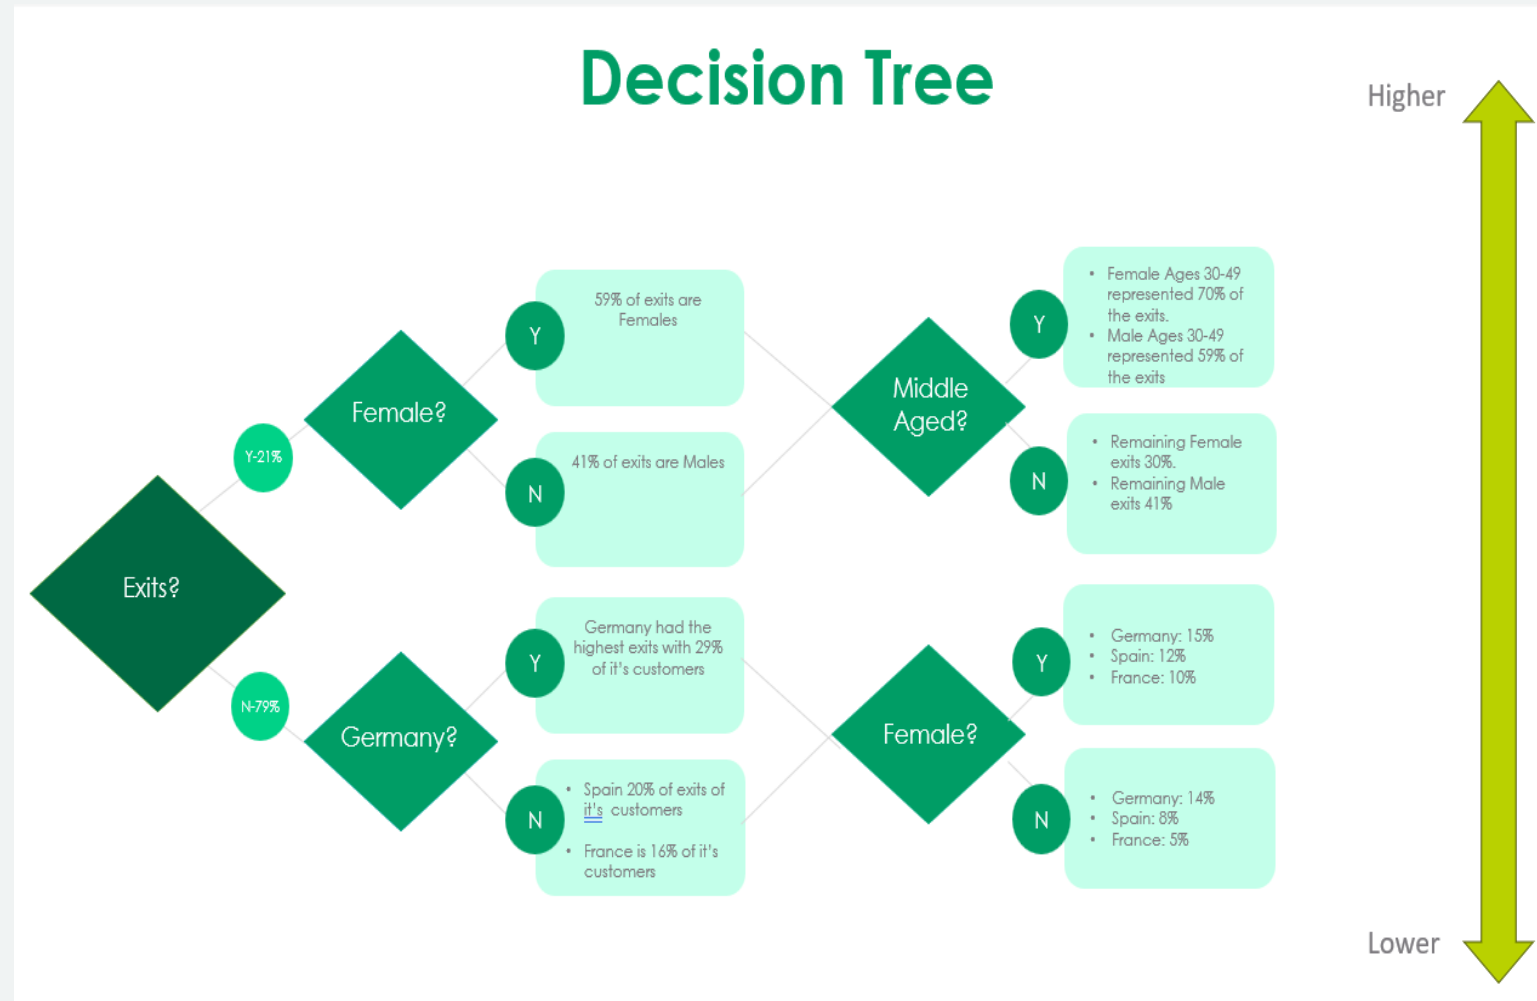 Decision Tree
Higher
Exits?
Y-21%
Female?
Y
59% of exits are
Females
N
41% of exits are Males
Middle
Aged?
Y
• Female Ages 30-49
represented 70% of
the exits.
• Male Ages 30-49
represented 59% of
the exits
N
• Remaining Female
exits 30%.
• Remaining Male
exits 41%
N-79%
Germany?
Y
Germany had the
highest exits with 29%
of it's customers
N
• Spain 20% of exits of
it's customers
• France is 16% of it's
customers
Female?
Y
• Germany: 15%
• Spain: 12%
• France: 10%
N
• Germany: 14%
• Spain: 8%
• France: 5%
Lower